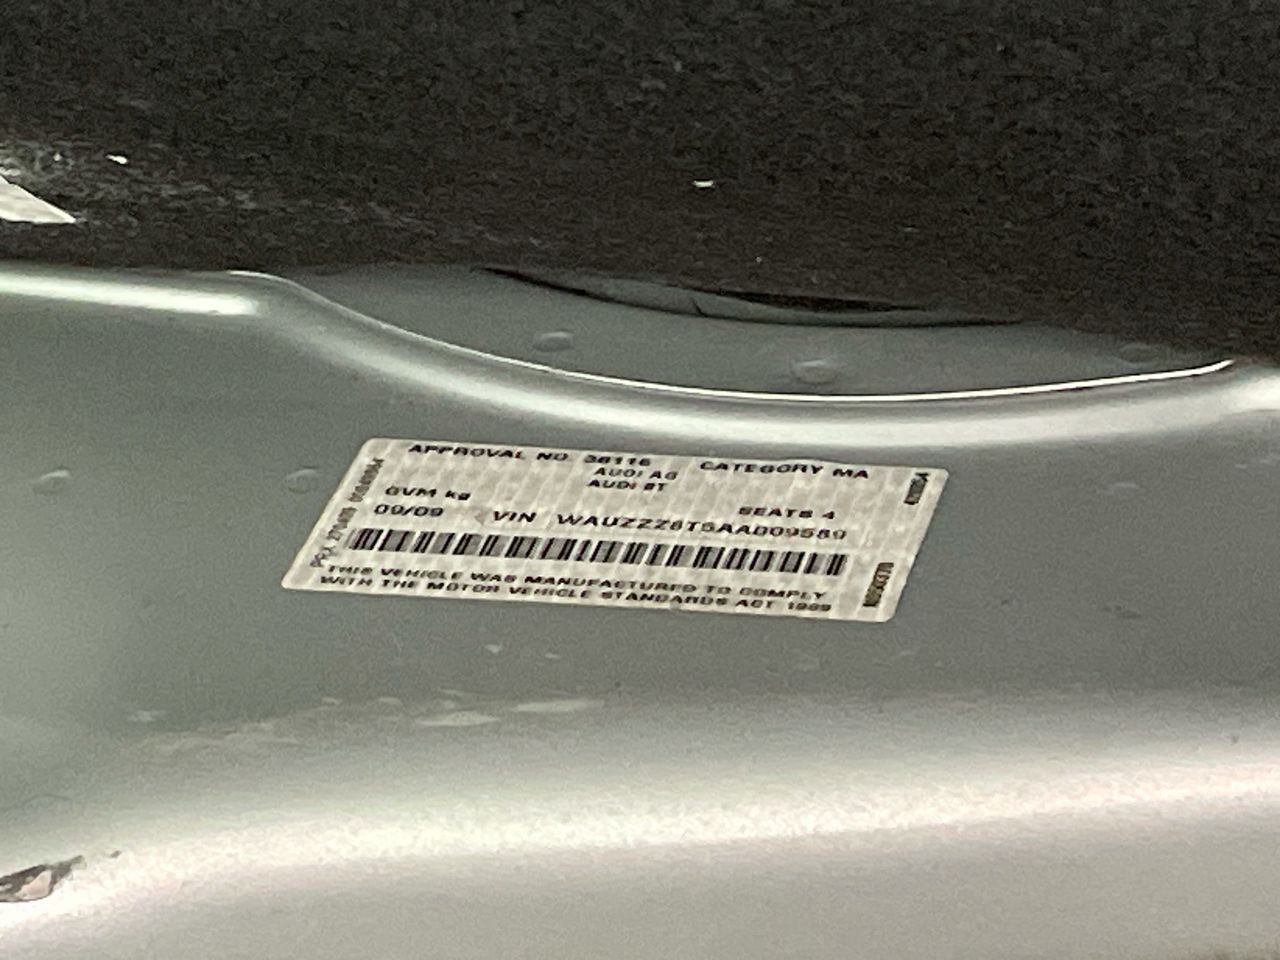 APPROVAL NO. 38116 CATEGORY MA
AUDI AG
AUDI 8T
GVM kg SEATS 4
09/09 VIN WAUZZZ8T5AA009589
THIS VEHICLE WAS MANUFACTURED TO COMPLY
WITH THE MOTOR VEHICLE STANDARDS ACT 1989